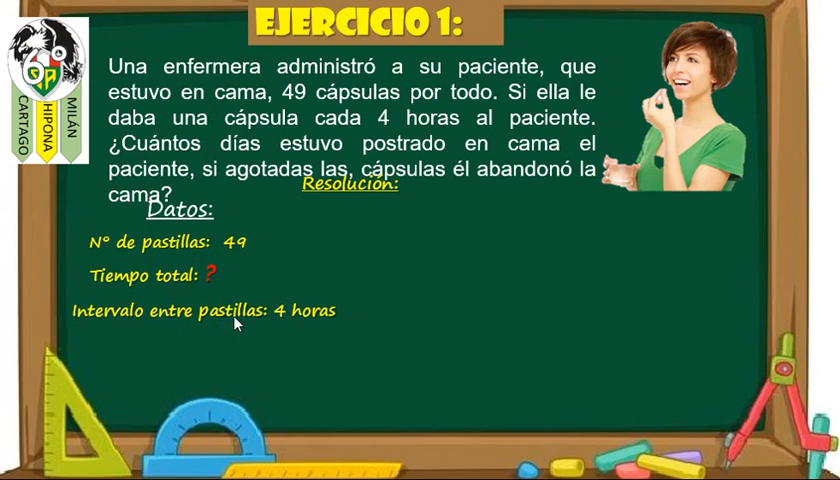 EJERCICIO 1:
6°
CARTAGO
HIPONA
MILÁN
Una enfermera administró a su paciente, que
estuvo en cama, 49 cápsulas por todo. Si ella le
daba una cápsula cada 4 horas al paciente.
¿Cuántos días estuvo postrado en cama el
paciente, si agotadas las, cápsulas él abandonó la
cama?
Resolución:
Datos:
N° de pastillas: 49
Tiempo total: ?
Intervalo entre pastillas: 4 horas